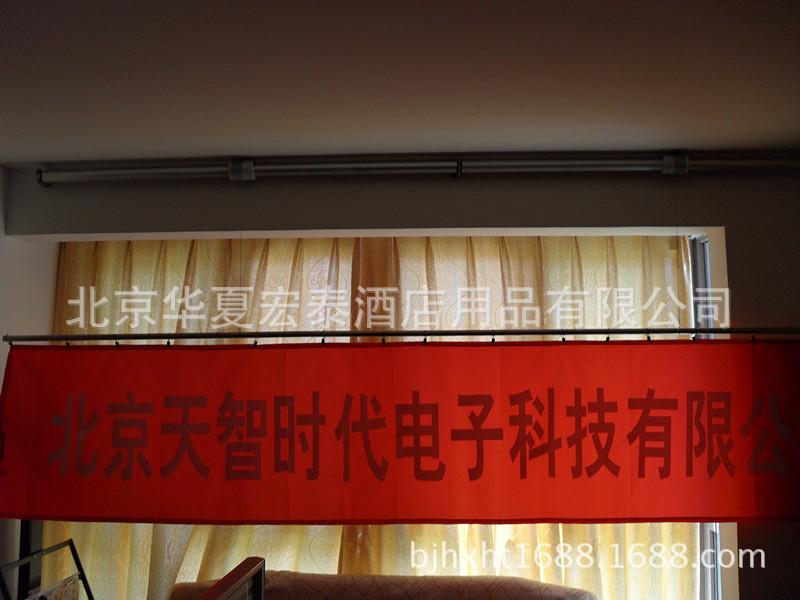 北京华夏宏泰酒店用品有限公司
北京天智时代电子科技有限公
bjhxht1688.1688.com